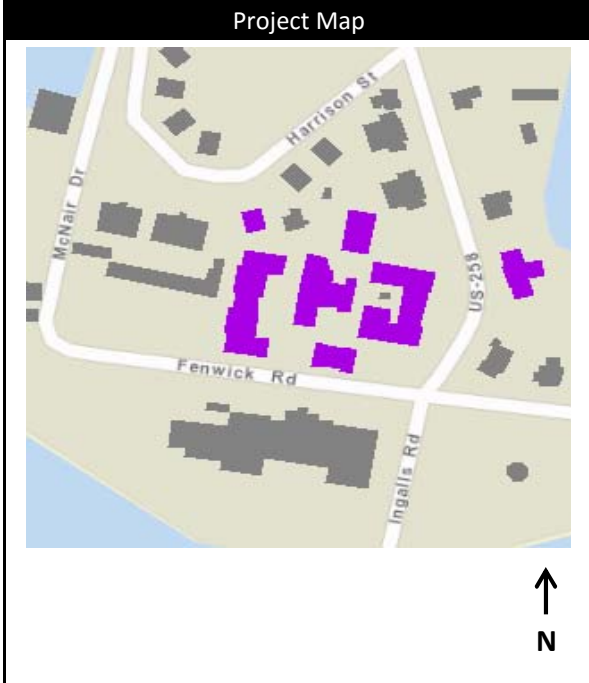 Project Map
Harrison St
McNair Dr
US-258
Fenwick Rd
Ingalls Rd
N